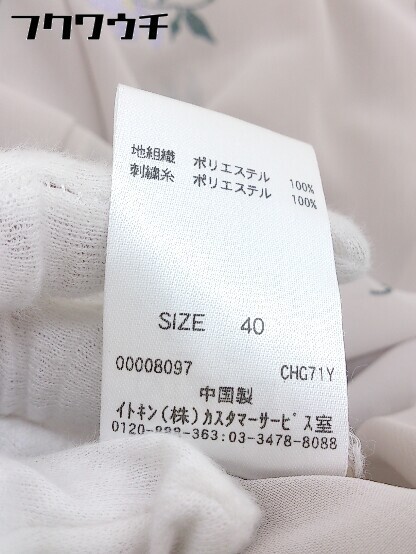 フクワウチ
地組織 ポリエステル 100%
刺繍糸 ポリエステル 100%
SIZE 40
00008097 CHG71Y
中国製
イトキン(株)カスタマーサービス室
0120-888-363:03-3478-8088